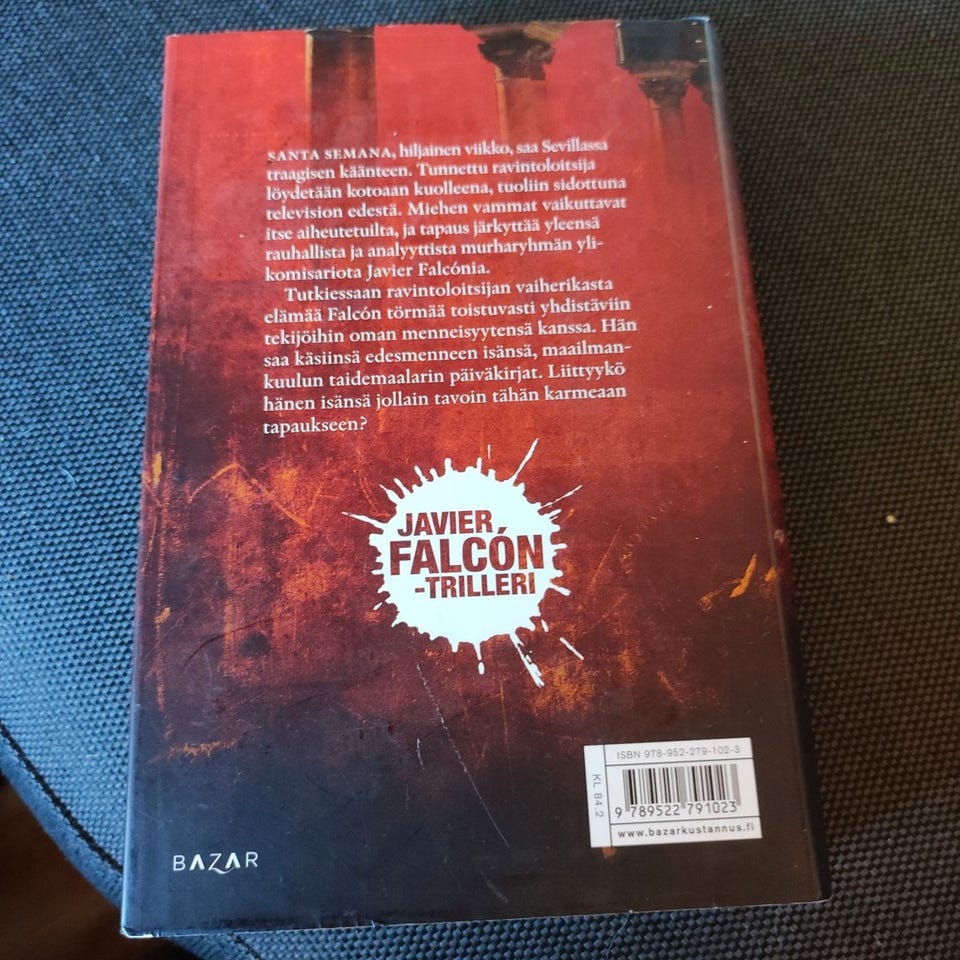 SANTA SEMANA, hiljainen viikko, saa Sevillassa
traagisen käänteen. Tunnettu ravintoloitsija
löydetään kotoaan kuolleena, tuoliin sidottuna
television edestä. Miehen vammat vaikuttavat
itse aiheutetuilta, ja tapaus järkyttää yleensä
rauhallista ja analyyttista murharyhmän yli-
komisariota Javier Falcónia.
Tutkiessaan ravintoloitsijan vaiherikasta
elämää Falcón törmää toistuvasti yhdistäviin
tekijöihin oman menneisyytensä kanssa. Hän
saa käsiinsä edesmenneen isänsä, maailman-
kuulun taidemaalarin päiväkirjat. Liittyykö
hänen isänsä jollain tavoin tähän karmeaan
tapaukseen?
JAVIER
FALCÓN
-TRILLERI
ISBN 978-952-279-102-3
KL 84.2
9 789522 791023
www.bazarkustannus.fi
BAZAR